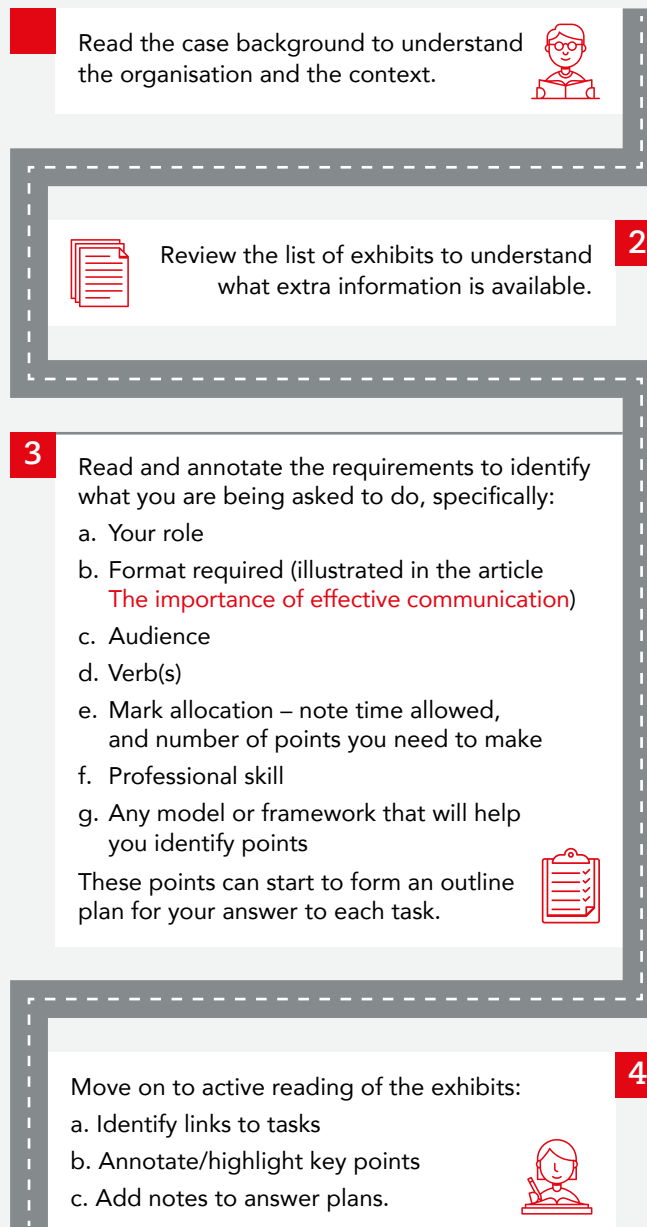 Read the case background to understand
the organisation and the context.
2
Review the list of exhibits to understand
what extra information is available.
3
Read and annotate the requirements to identify
what you are being asked to do, specifically:
a. Your role
b. Format required (illustrated in the article
The importance of effective communication)
c. Audience
d. Verb(s)
e. Mark allocation – note time allowed,
and number of points you need to make
f. Professional skill
g. Any model or framework that will help
you identify points
These points can start to form an outline
plan for your answer to each task.
4
Move on to active reading of the exhibits:
a. Identify links to tasks
b. Annotate/highlight key points
c. Add notes to answer plans.